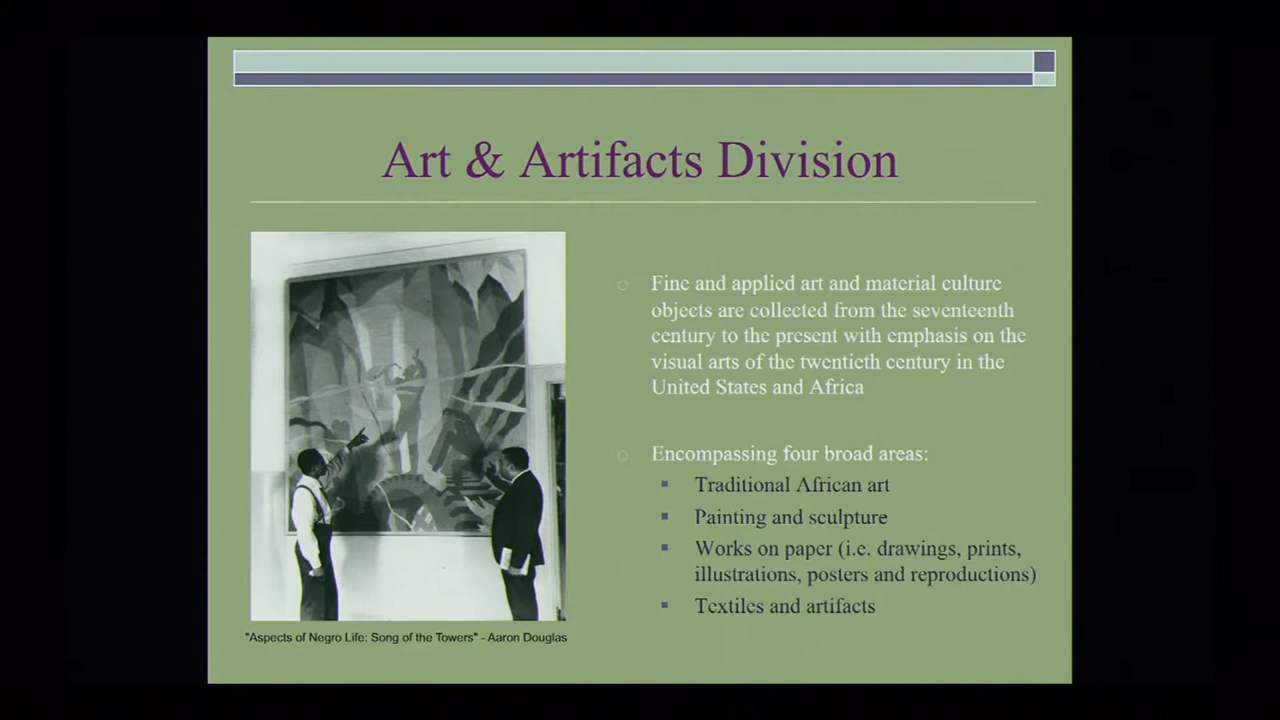 Art & Artifacts Division
Fine and applied art and material culture
objects are collected from the seventeenth
century to the present with emphasis on the
visual arts of the twentieth century in the
United States and Africa
Encompassing four broad areas:
Traditional African art
Painting and sculpture
Works on paper (i.e. drawings, prints,
illustrations, posters and reproductions)
Textiles and artifacts
"Aspects of Negro Life: Song of the Towers" - Aaron Douglas